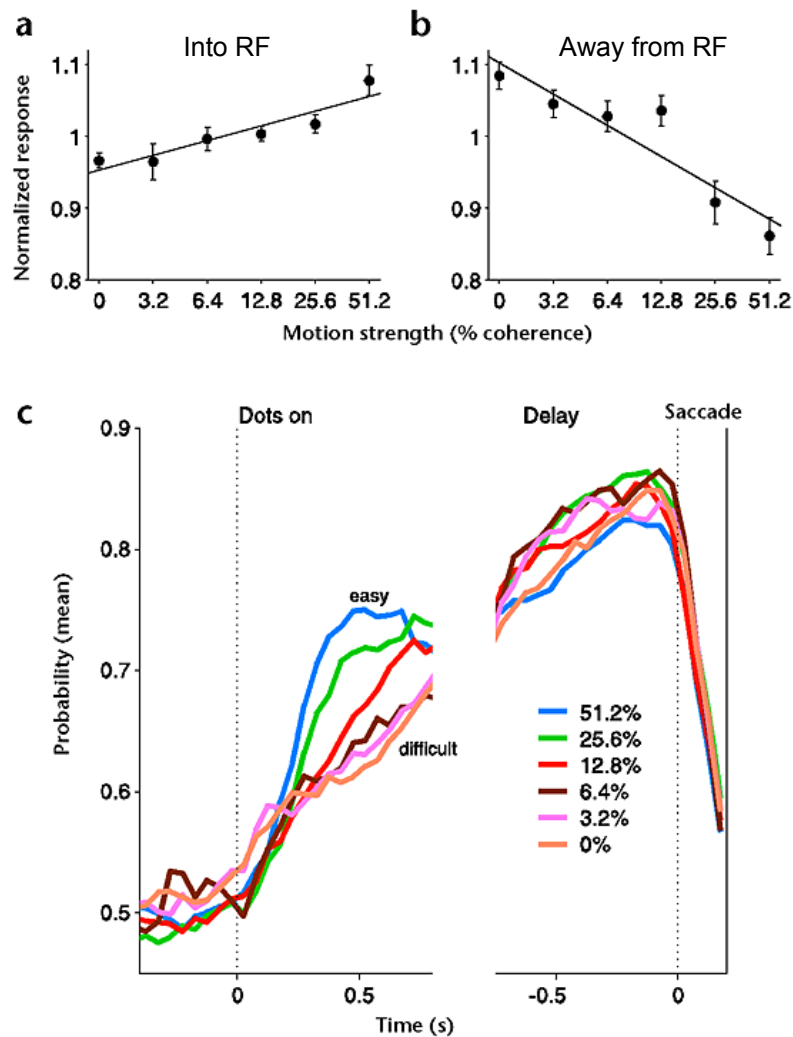 a
Into RF
b
Away from RF
Normalized response
1.1
1
0.9
0.8
0 3.2 6.4 12.8 25.6 51.2
1.1
1
0.9
0.8
0 3.2 6.4 12.8 25.6 51.2
Motion strength (% coherence)
c
Dots on
Delay
Saccade
Probability (mean)
0.9
0.8
0.7
0.6
0.5
easy
difficult
51.2%
25.6%
12.8%
6.4%
3.2%
0%
0 0.5 -0.5 0
Time (s)